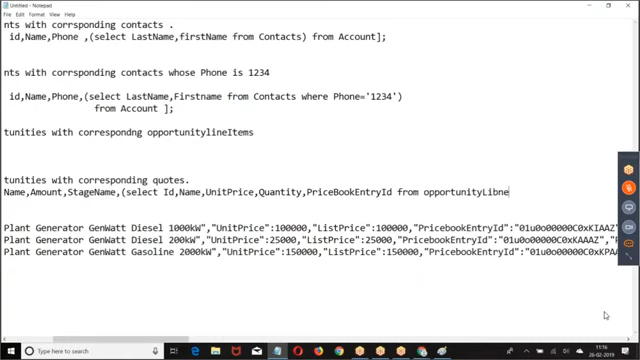 Untitled - Notepad
File Edit Format View Help
nts with corrsponding contacts .
id,Name,Phone ,(select LastName,firstName from Contacts) from Account];
nts with corrsponding contacts whose Phone is 1234
id,Name,Phone,(select LastName,Firstname from Contacts where Phone='1234')
from Account ];
tunities with correspondng opportunitylineItems
tunities with corresponding quotes.
Name,Amount,StageName,(select Id,Name,UnitPrice,Quantity,PriceBookEntryId from opportunityLibne
Plant Generator GenWatt Diesel 1000kW","UnitPrice":100000,"ListPrice":100000,"PricebookEntryId":"01u0o00000C0xKIAAZ"
Plant Generator GenWatt Diesel 200kW","UnitPrice":25000,"ListPrice":25000,"PricebookEntryId":"01u0o00000C0xKAAAZ","P
Plant Generator GenWatt Gasoline 2000kW","UnitPrice":150000,"ListPrice":150000,"PricebookEntryId":"01u0o00000C0xKPAA
Type here to search
11:16
26-02-2019